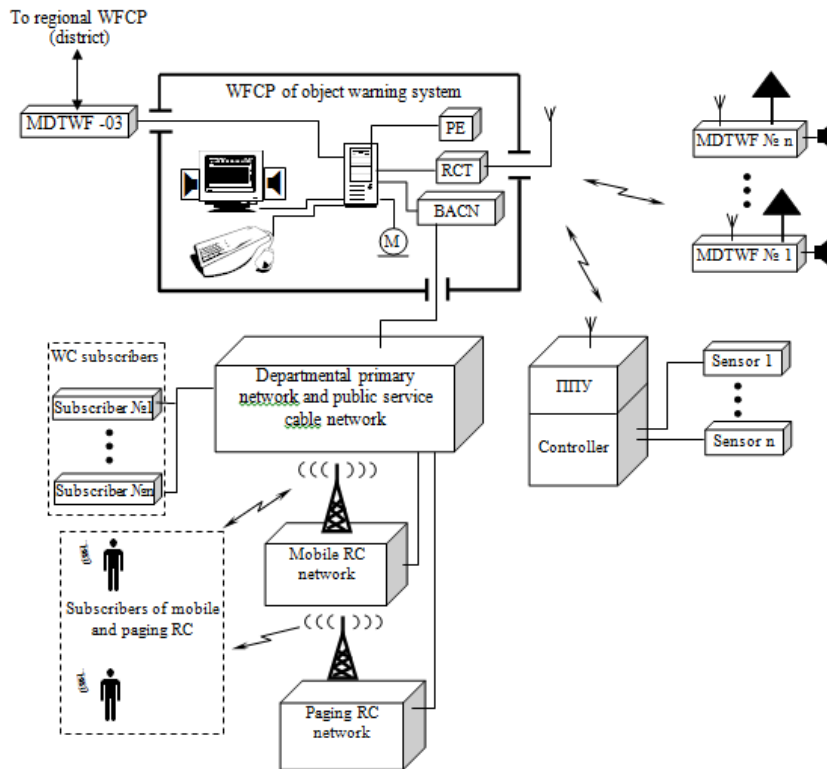 To regional WFCP
(district)
MDTWF -03
WFCP of object warning system
PE
RCT
BACN
M
MDTWF № n
MDTWF № 1
WC subscribers
Subscriber №1
Subscriber №n
Departmental primary
network and public service
cable network
ППУ
Controller
Sensor 1
Sensor n
Mobile RC
network
Subscribers of mobile
and paging RC
Paging RC
network